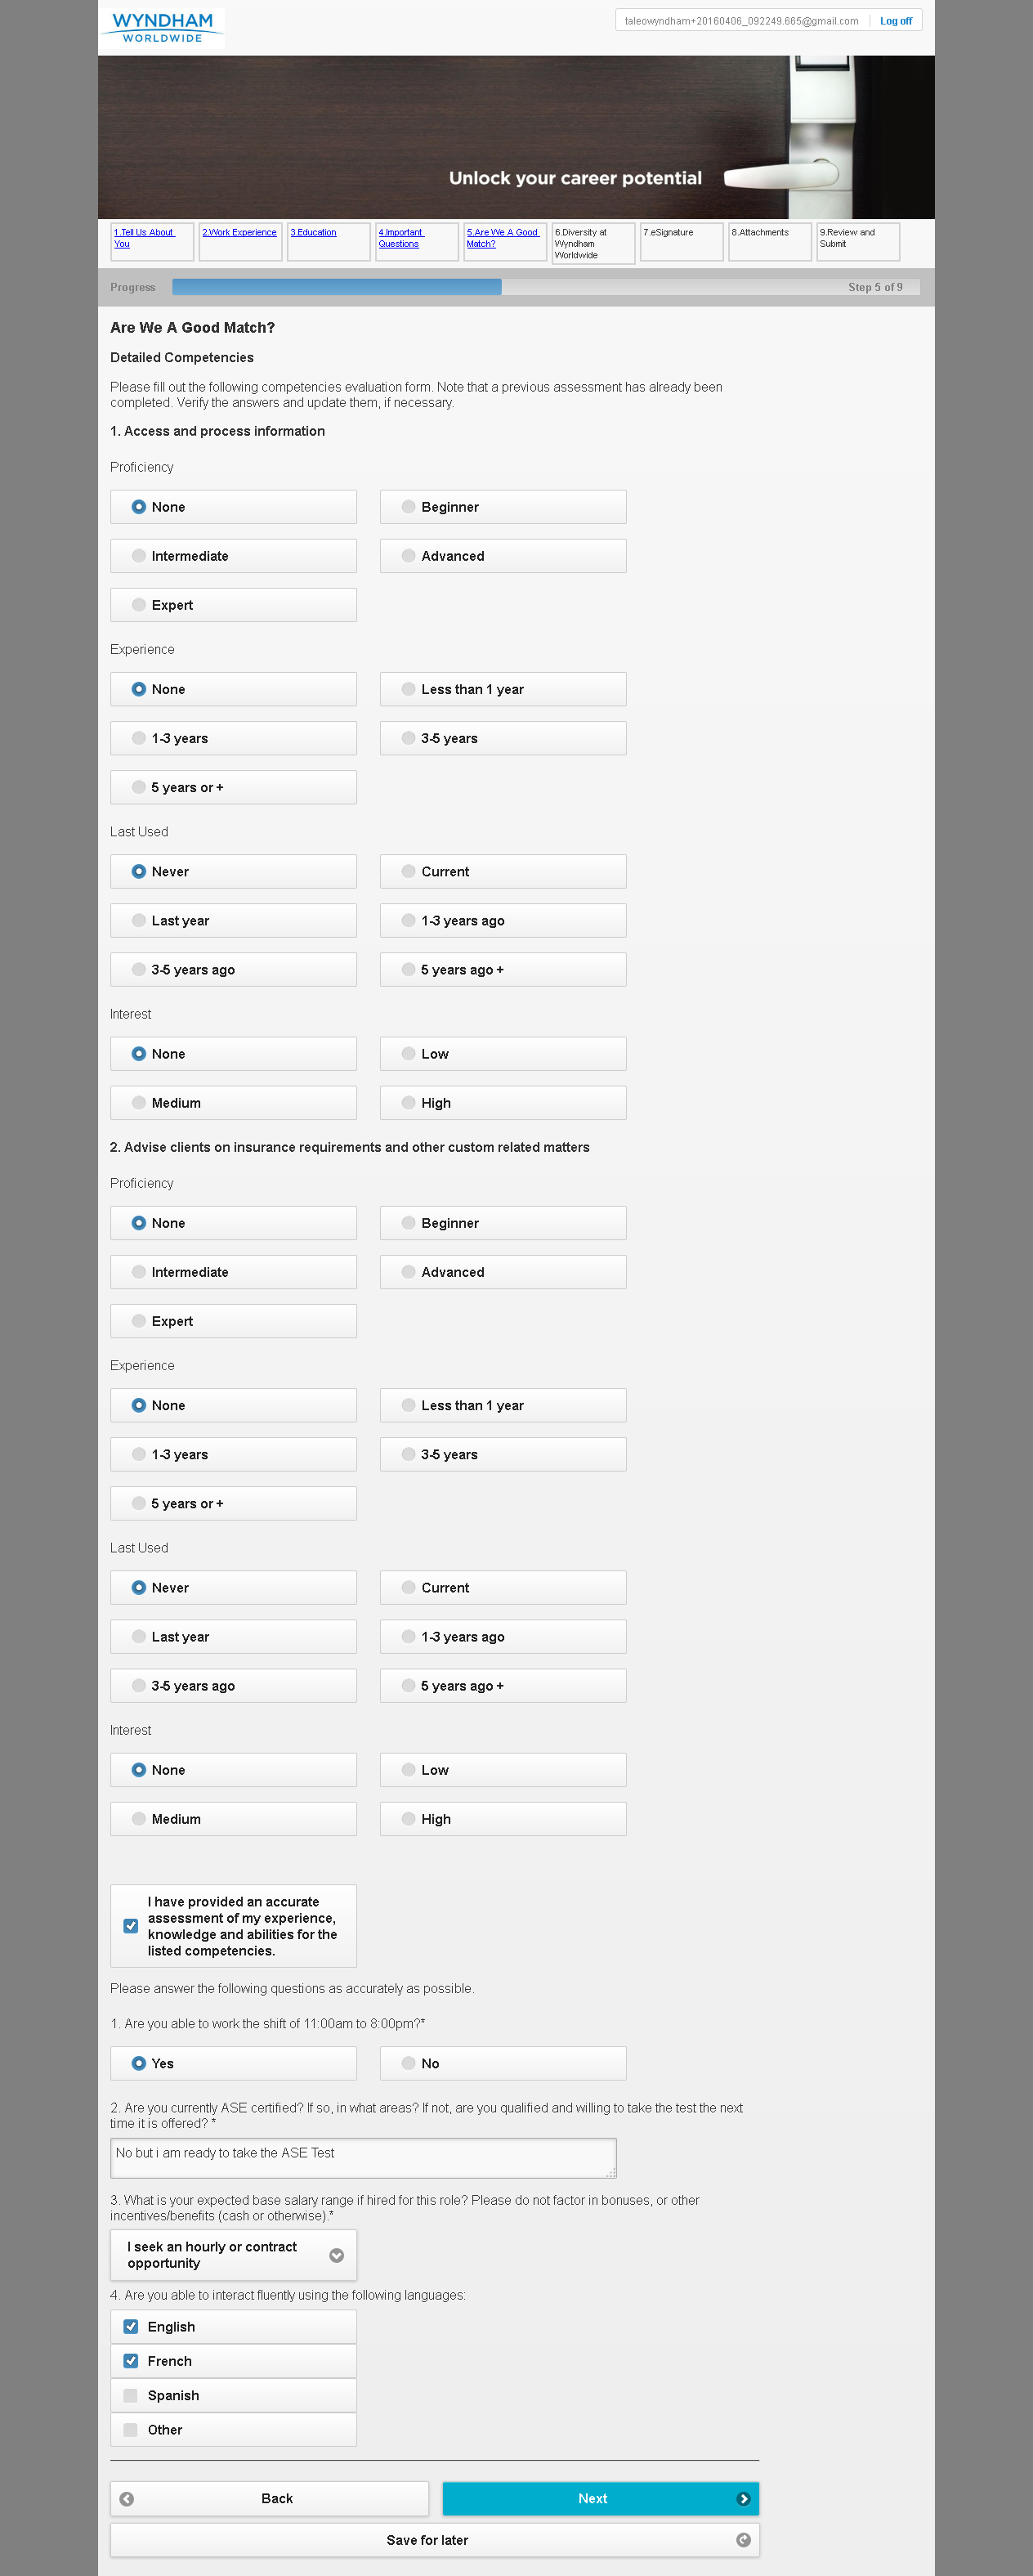 WYNDHAM
WORLDWIDE
taleowyndham+20160406_092249.665@gmail.com
Log off
Unlock your career potential
1.Tell Us About
You
2.Work Experience
3.Education
4.Important
Questions
5.Are We A Good
Match?
6.Diversity at
Wyndham
Worldwide
7.eSignature
8.Attachments
9.Review and
Submit
Progress
Step 5 of 9
Are We A Good Match?
Detailed Competencies
Please fill out the following competencies evaluation form. Note that a previous assessment has already been
completed. Verify the answers and update them, if necessary.
1. Access and process information
Proficiency
None
Beginner
Intermediate
Advanced
Expert
Experience
None
Less than 1 year
1-3 years
3-5 years
5 years or +
Last Used
Never
Current
Last year
1-3 years ago
3-5 years ago
5 years ago +
Interest
None
Low
Medium
High
2. Advise clients on insurance requirements and other custom related matters
Proficiency
None
Beginner
Intermediate
Advanced
Expert
Experience
None
Less than 1 year
1-3 years
3-5 years
5 years or +
Last Used
Never
Current
Last year
1-3 years ago
3-5 years ago
5 years ago +
Interest
None
Low
Medium
High
I have provided an accurate
assessment of my experience,
knowledge and abilities for the
listed competencies.
Please answer the following questions as accurately as possible.
1. Are you able to work the shift of 11:00am to 8:00pm?*
Yes
No
2. Are you currently ASE certified? If so, in what areas? If not, are you qualified and willing to take the test the next
time it is offered? *
No but i am ready to take the ASE Test
3. What is your expected base salary range if hired for this role? Please do not factor in bonuses, or other
incentives/benefits (cash or otherwise).*
I seek an hourly or contract
opportunity
4. Are you able to interact fluently using the following languages:
English
French
Spanish
Other
Back
Next
Save for later